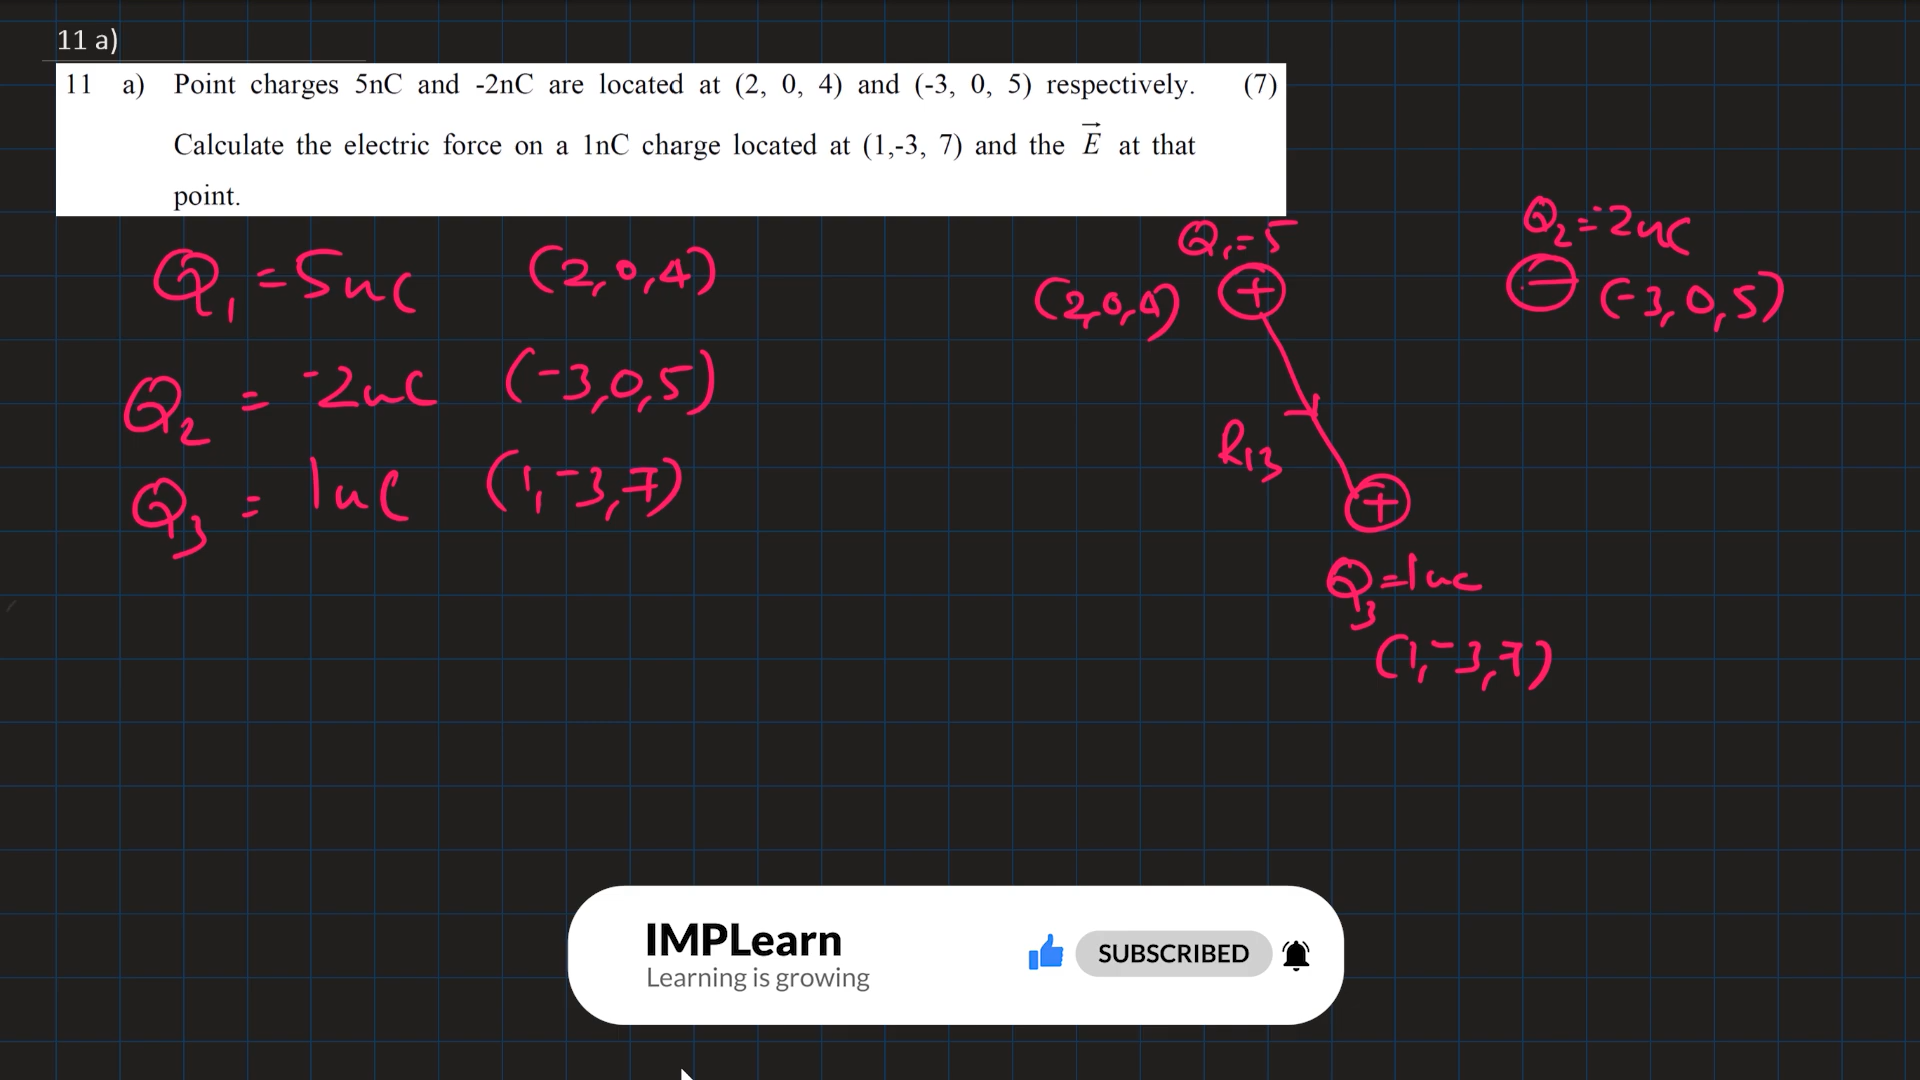 11 a)
11 a) Point charges 5nC and -2nC are located at (2, 0, 4) and (-3, 0, 5) respectively. (7)
Calculate the electric force on a 1nC charge located at (1,-3, 7) and the E⃗ at that
point.
Q₁ = 5nC (2,0,4)
Q₂ = -2nC (-3,0,5)
Q₃ = 1nC (1,-3,7)
Q₁=5
(2,0,4) +
Q₂=-2nC
− (-3,0,5)
R₁₃
+
Q₃=1nC
(1,-3,7)
IMPLearn
Learning is growing
SUBSCRIBED